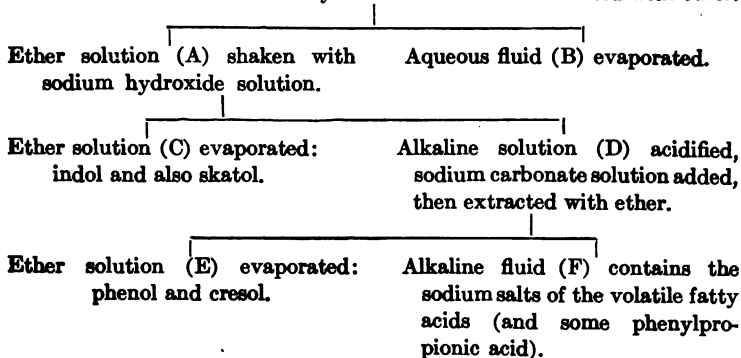 Ether solution (A) shaken with
sodium hydroxide solution.
Aqueous fluid (B) evaporated.
Ether solution (C) evaporated:
indol and also skatol.
Alkaline solution (D) acidified,
sodium carbonate solution added,
then extracted with ether.
Ether solution (E) evaporated:
phenol and cresol.
Alkaline fluid (F) contains the
sodium salts of the volatile fatty
acids (and some phenylpro-
pionic acid).